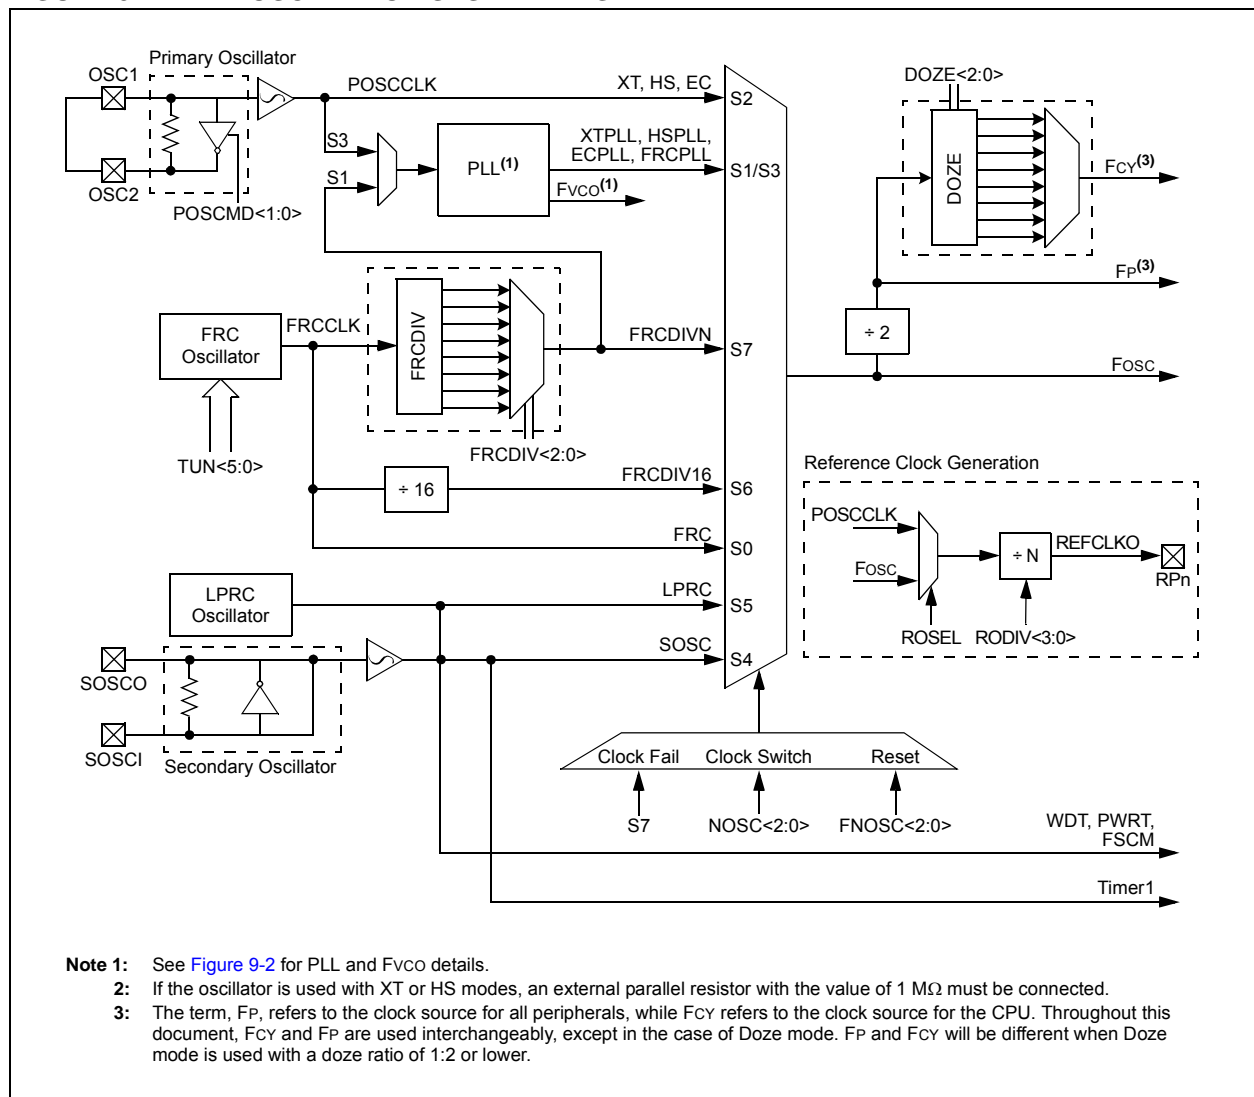 Primary Oscillator
OSC1
OSC2
POSCMD<1:0>
POSCCLK
XT, HS, EC
S2
S3
S1
PLL(1)
XTPLL, HSPLL,
ECPLL, FRCPLL
S1/S3
FVCO(1)
DOZE<2:0>
DOZE
FCY(3)
FP(3)
÷ 2
FOSC
FRC
Oscillator
TUN<5:0>
FRCCLK
FRCDIV
FRCDIV<2:0>
FRCDIVN
S7
÷ 16
FRCDIV16
S6
FRC
S0
LPRC
Oscillator
LPRC
S5
SOSCO
SOSCI
Secondary Oscillator
SOSC
S4
Reference Clock Generation
POSCCLK
FOSC
ROSEL
÷ N
RODIV<3:0>
REFCLKO
RPn
Clock Fail
Clock Switch
Reset
S7
NOSC<2:0>
FNOSC<2:0>
WDT, PWRT,
FSCM
Timer1
Note 1: See Figure 9-2 for PLL and FVCO details.
2: If the oscillator is used with XT or HS modes, an external parallel resistor with the value of 1 MΩ must be connected.
3: The term, FP, refers to the clock source for all peripherals, while FCY refers to the clock source for the CPU. Throughout this
document, FCY and FP are used interchangeably, except in the case of Doze mode. FP and FCY will be different when Doze
mode is used with a doze ratio of 1:2 or lower.